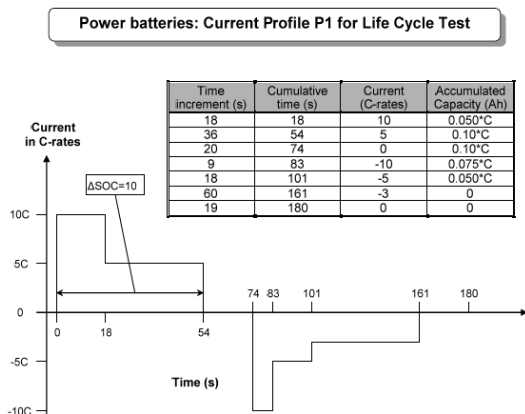 Power batteries: Current Profile P1 for Life Cycle Test
Time increment (s) Cumulative time (s) Current (C-rates) Accumulated Capacity (Ah)
18 18 10 0.050*C
36 54 5 0.10*C
20 74 0 0.10*C
9 83 -10 0.075*C
18 101 -5 0.050*C
60 161 -3 0
19 180 0 0
Current
in C-rates
ΔSOC=10
10C
5C
74 83 101 161 180
0
0 18 54
-5C
Time (s)
-10C